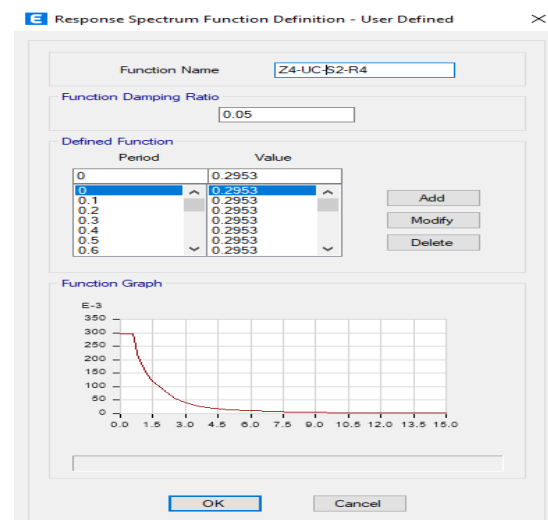 E Response Spectrum Function Definition - User Defined
Function Name Z4-UC-S2-R4
Function Damping Ratio
0.05
Defined Function
Period Value
0 0.2953
0 0.2953
0.1 0.2953
0.2 0.2953
0.3 0.2953
0.4 0.2953
0.5 0.2953
0.6 0.2953
Add
Modify
Delete
Function Graph
E-3
350
300
250
200
150
100
50
0
0.0 1.5 3.0 4.5 6.0 7.5 9.0 10.5 12.0 13.5 15.0
OK Cancel